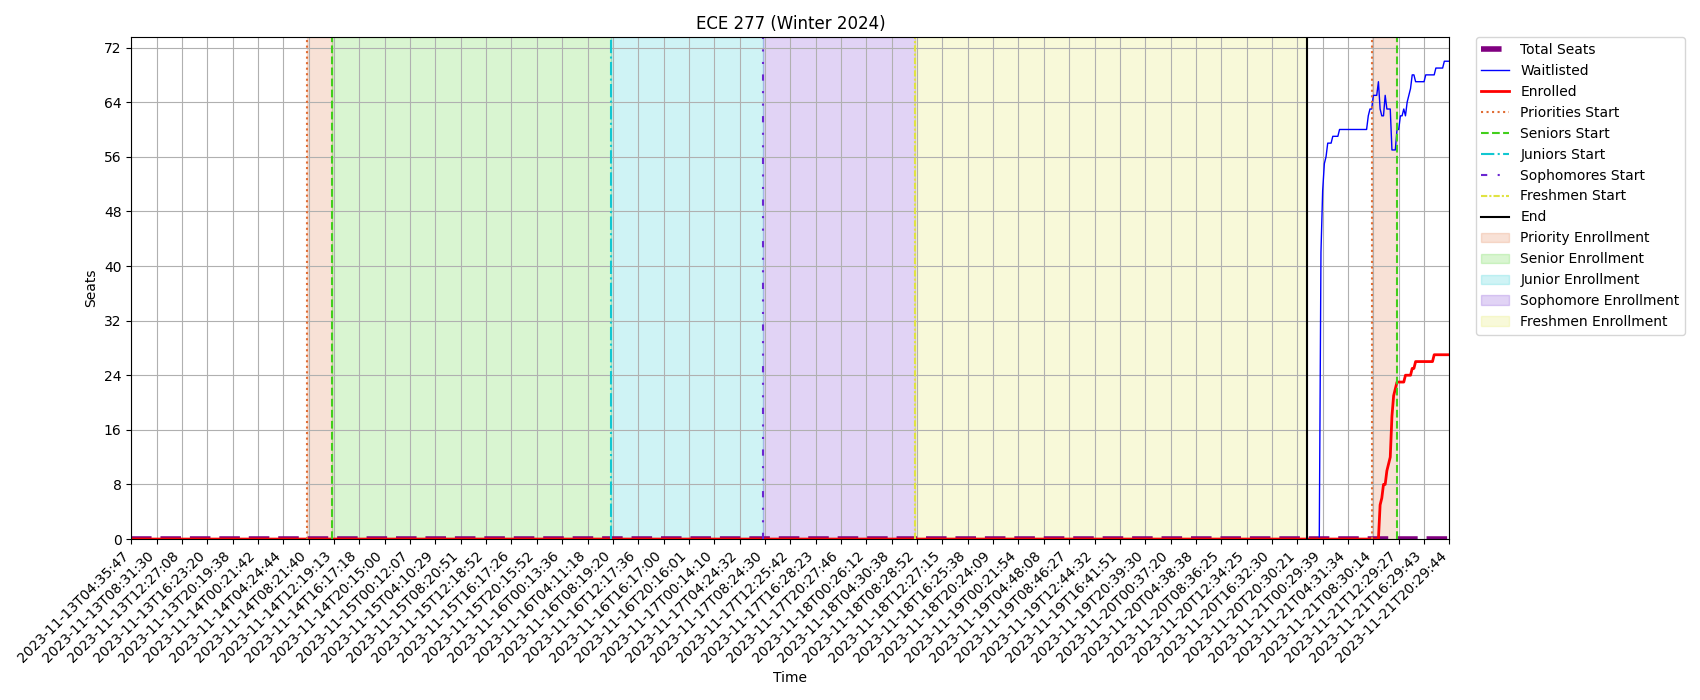 ECE 277 (Winter 2024)
72
64
56
48
40
32
24
16
8
0
Seats
2023-11-13T04:35:47
2023-11-13T08:31:30
2023-11-13T12:27:08
2023-11-13T16:23:20
2023-11-13T20:19:38
2023-11-14T00:21:42
2023-11-14T04:24:44
2023-11-14T08:21:40
2023-11-14T12:19:13
2023-11-14T16:17:18
2023-11-14T20:15:00
2023-11-15T00:12:07
2023-11-15T04:10:29
2023-11-15T08:20:51
2023-11-15T12:18:52
2023-11-15T16:17:26
2023-11-15T20:15:52
2023-11-16T00:13:36
2023-11-16T04:11:18
2023-11-16T08:19:20
2023-11-16T12:17:36
2023-11-16T16:17:00
2023-11-16T20:16:01
2023-11-17T00:14:10
2023-11-17T04:24:32
2023-11-17T08:24:30
2023-11-17T12:25:42
2023-11-17T16:28:23
2023-11-17T20:27:46
2023-11-18T00:26:12
2023-11-18T04:30:38
2023-11-18T08:28:52
2023-11-18T12:27:15
2023-11-18T16:25:38
2023-11-18T20:24:09
2023-11-19T00:21:54
2023-11-19T04:48:08
2023-11-19T08:46:27
2023-11-19T12:44:32
2023-11-19T16:41:51
2023-11-19T20:39:30
2023-11-20T00:37:20
2023-11-20T04:38:38
2023-11-20T08:36:25
2023-11-20T12:34:25
2023-11-20T16:32:30
2023-11-20T20:30:21
2023-11-21T00:29:39
2023-11-21T04:31:34
2023-11-21T08:30:14
2023-11-21T12:29:27
2023-11-21T16:29:43
2023-11-21T20:29:44
Time
Total Seats
Waitlisted
Enrolled
Priorities Start
Seniors Start
Juniors Start
Sophomores Start
Freshmen Start
End
Priority Enrollment
Senior Enrollment
Junior Enrollment
Sophomore Enrollment
Freshmen Enrollment